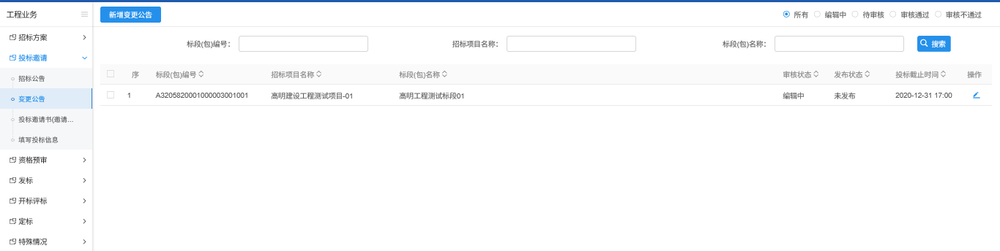 工程业务
新增变更公告
所有 编辑中 待审核 审核通过 审核不通过
招标方案
投标邀请
招标公告
变更公告
投标邀请书(邀请...
填写投标信息
资格预审
发标
开标评标
定标
特殊情况
标段(包)编号： 招标项目名称： 标段(包)名称： 搜索
序 标段(包)编号 招标项目名称 标段(包)名称 审核状态 发布状态 投标截止时间 操作
1 A3205820001000003001001 高明建设工程测试项目-01 高明工程测试标段01 编辑中 未发布 2020-12-31 17:00